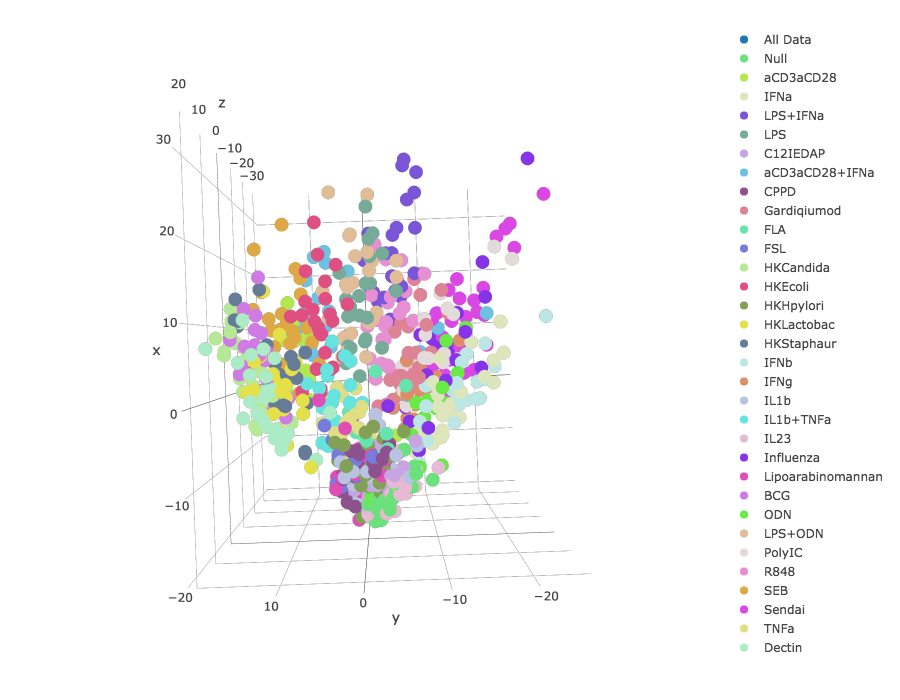 20
10
z
0
30
−10
−20
−30
20
10
x
0
−10
−20
10
0
−10
−20
y
All Data
Null
aCD3aCD28
IFNa
LPS+IFNa
LPS
C12IEDAP
aCD3aCD28+IFNa
CPPD
Gardiqiumod
FLA
FSL
HKCandida
HKEcoli
HKHpylori
HKLactobac
HKStaphaur
IFNb
IFNg
IL1b
IL1b+TNFa
IL23
Influenza
Lipoarabinomannan
BCG
ODN
LPS+ODN
PolyIC
R848
SEB
Sendai
TNFa
Dectin